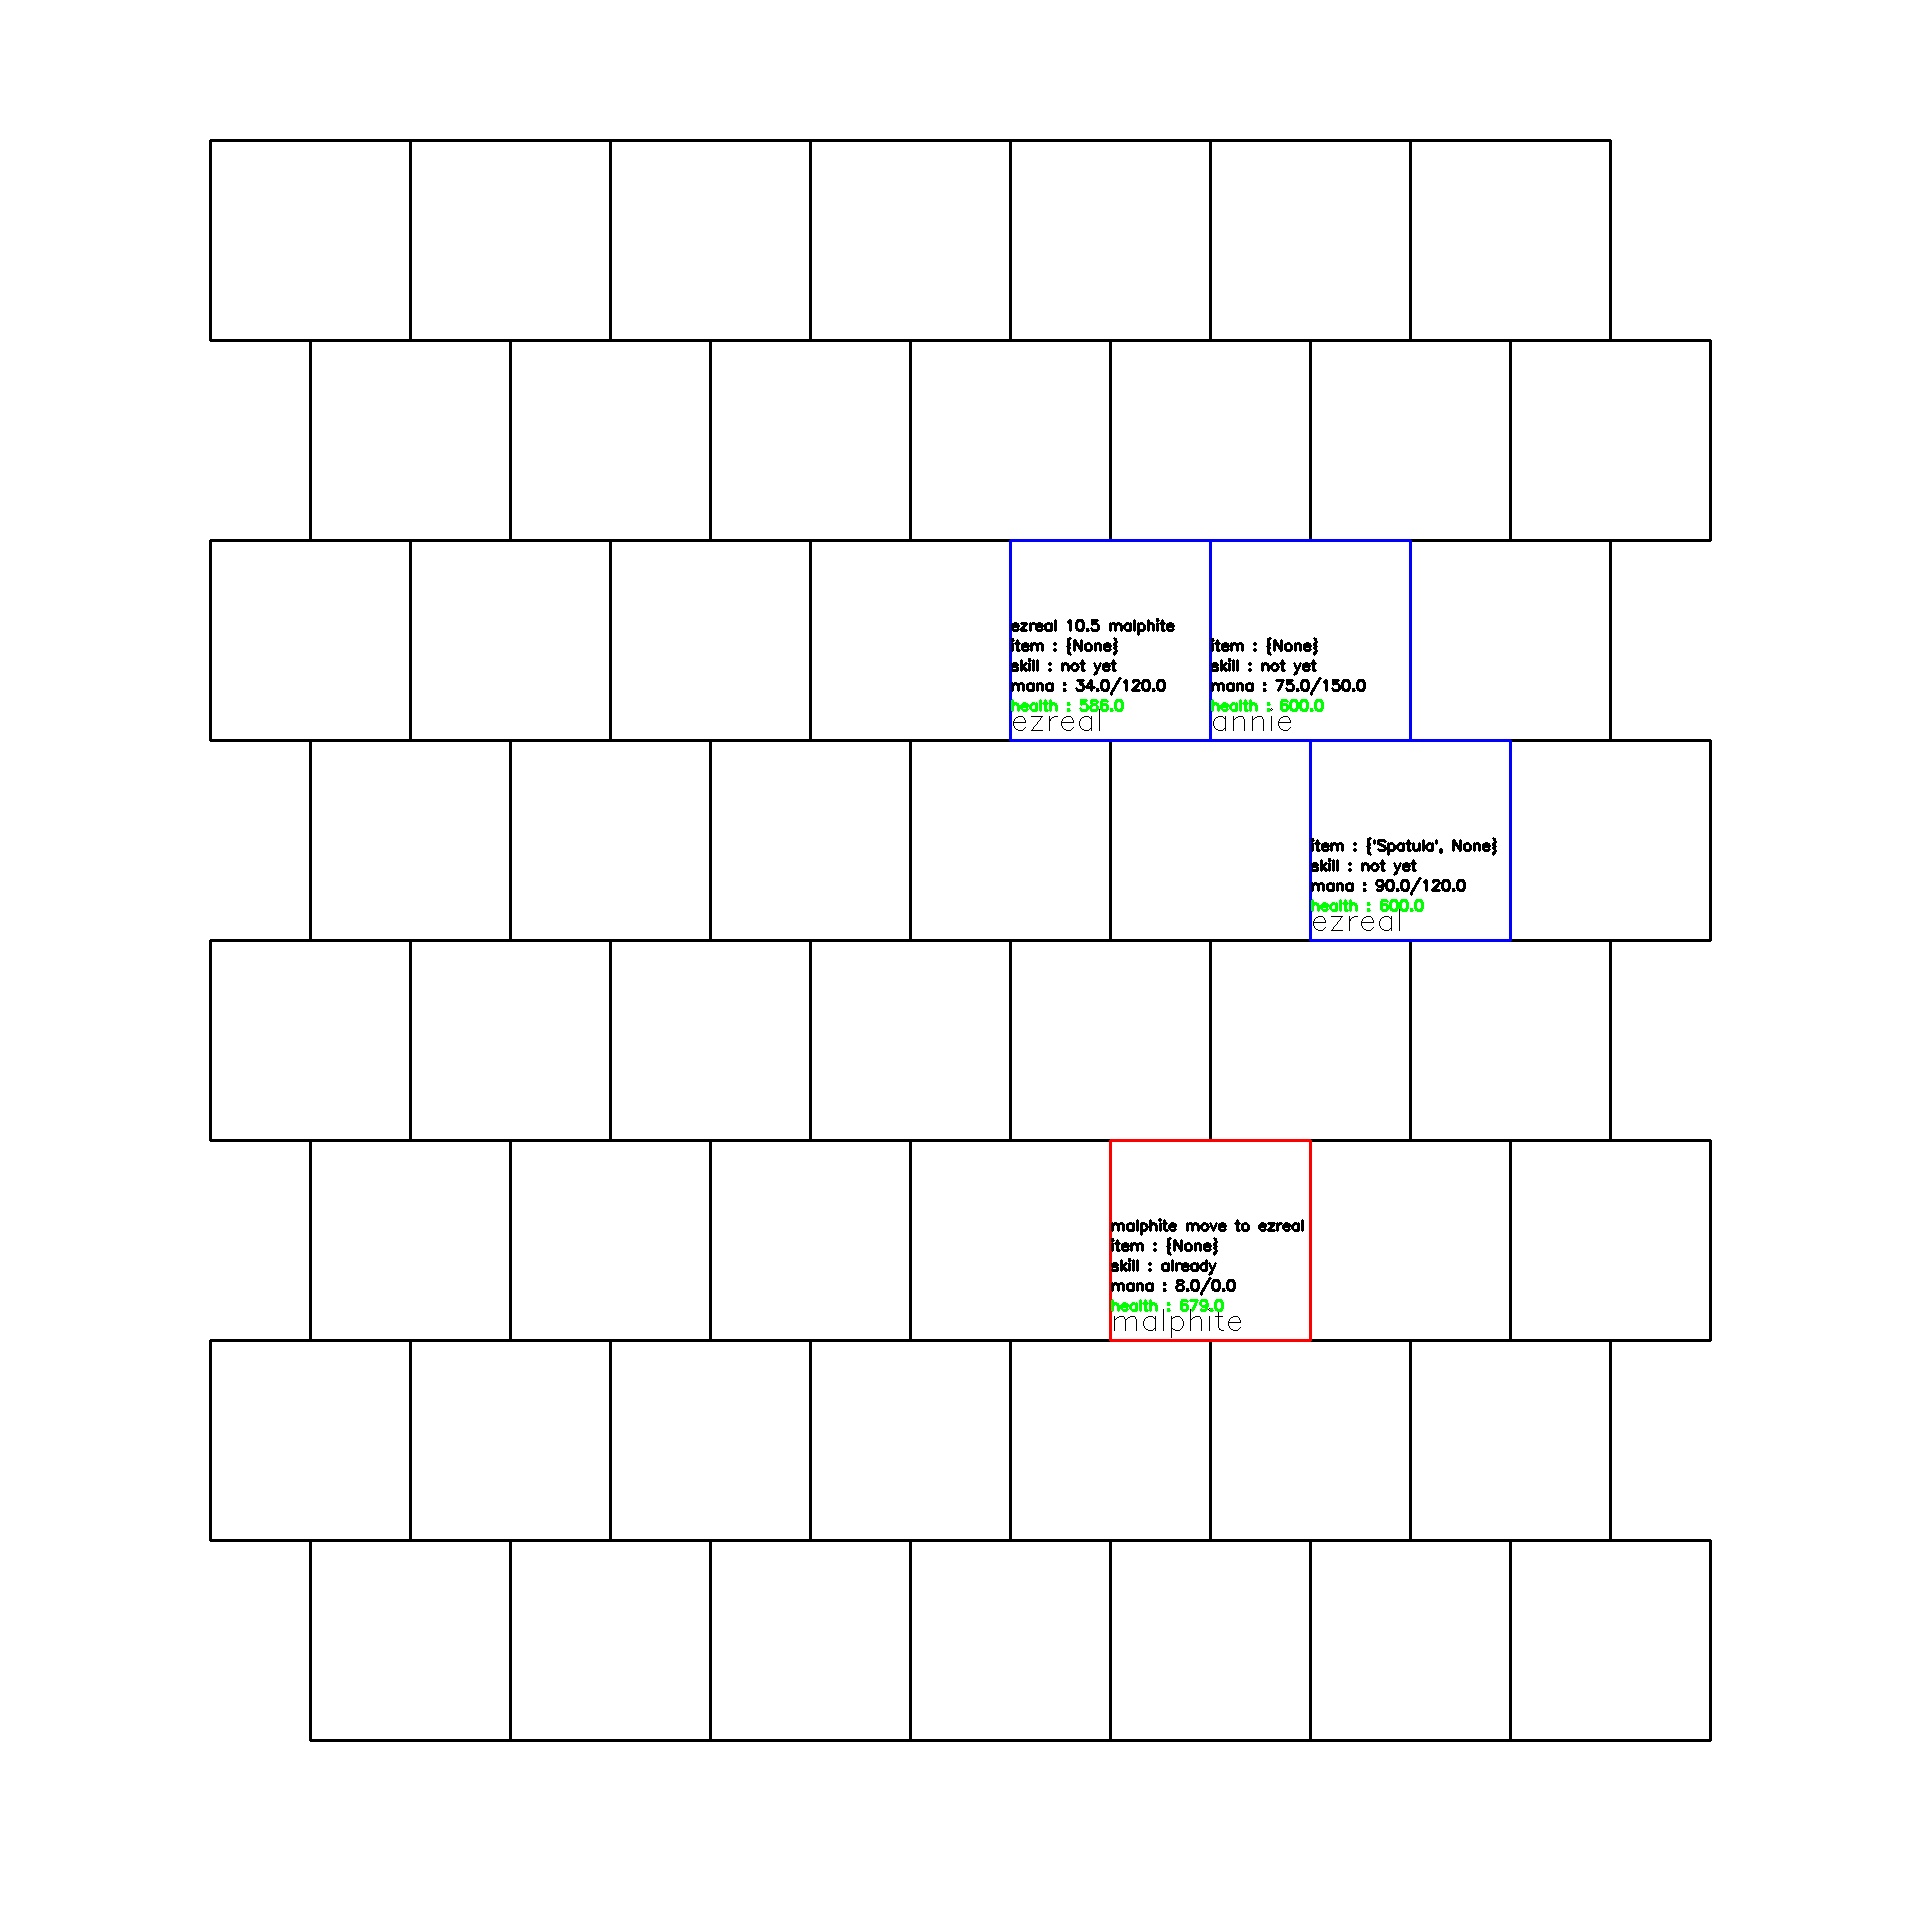 ezreal 10.5 malphite
item : {None}
skill : not yet
mana : 34.0/120.0
health : 586.0
ezreal
item : {None}
skill : not yet
mana : 75.0/150.0
health : 600.0
annie
item : {'Spatula', None}
skill : not yet
mana : 90.0/120.0
health : 600.0
ezreal
malphite move to ezreal
item : {None}
skill : already
mana : 8.0/0.0
health : 679.0
malphite